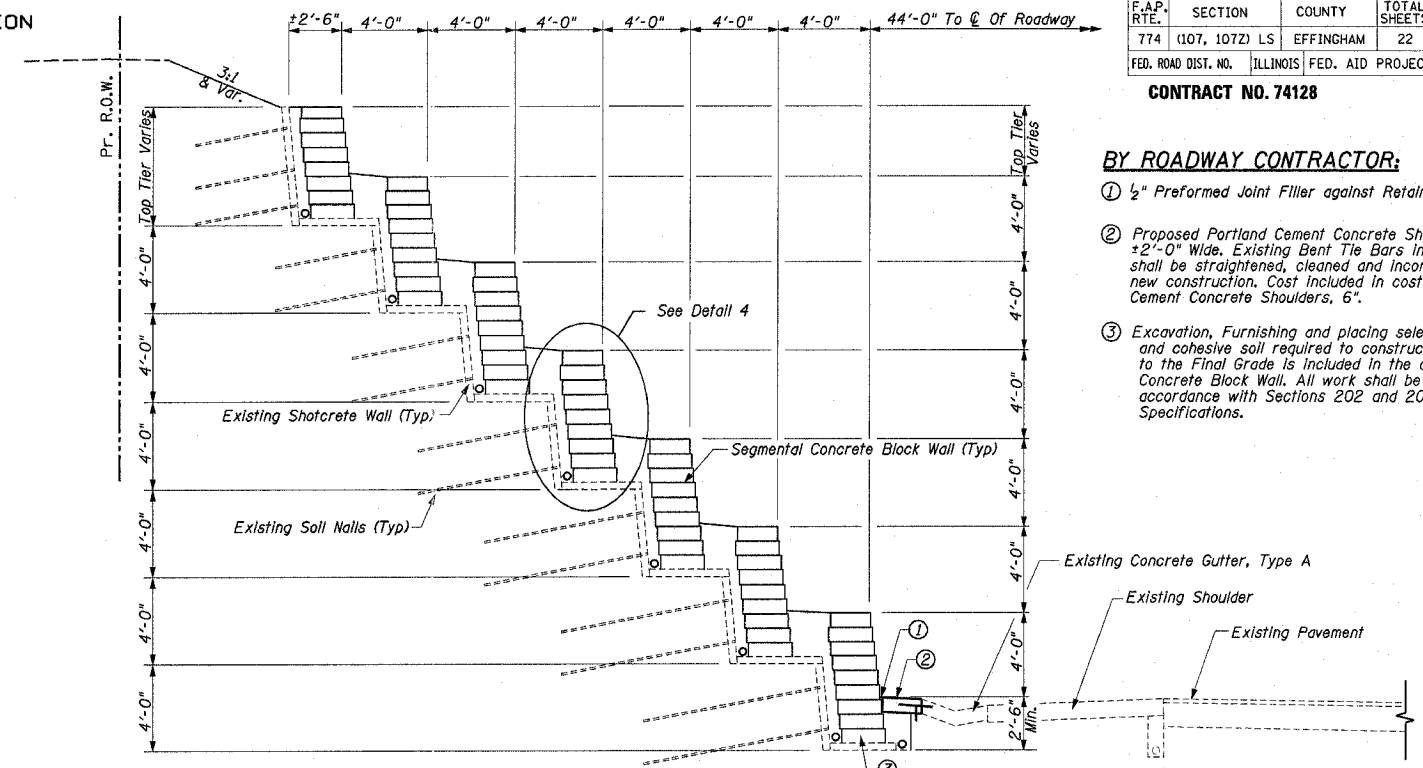 ION
±2'-6"
4'-0"
4'-0"
4'-0"
4'-0"
4'-0"
4'-0"
44'-0" To ℄ Of Roadway
F.A.P. RTE.
SECTION
COUNTY
TOTAL SHEETS
774
(107, 107Z) LS
EFFINGHAM
22
FED. ROAD DIST. NO.
ILLINOIS
FED. AID PROJEC
CONTRACT NO. 74128
Pr. R.O.W.
3:1
& Var.
Top Tier Varies
4'-0"
4'-0"
4'-0"
4'-0"
4'-0"
4'-0"
Existing Shotcrete Wall (Typ)
Existing Soil Nails (Typ)
See Detail 4
Segmental Concrete Block Wall (Typ)
Top Tier
Varies
4'-0"
4'-0"
4'-0"
4'-0"
4'-0"
4'-0"
2'-6"
Min.
①
②
③
Existing Concrete Gutter, Type A
Existing Shoulder
Existing Pavement
BY ROADWAY CONTRACTOR:
① ½" Preformed Joint Filler against Retain
② Proposed Portland Cement Concrete Sh
±2'-0" Wide. Existing Bent Tie Bars in
shall be straightened, cleaned and incor
new construction. Cost included in cost
Cement Concrete Shoulders, 6".
③ Excavation, Furnishing and placing sele
and cohesive soil required to construc
to the Final Grade is included in the c
Concrete Block Wall. All work shall be
accordance with Sections 202 and 20
Specifications.